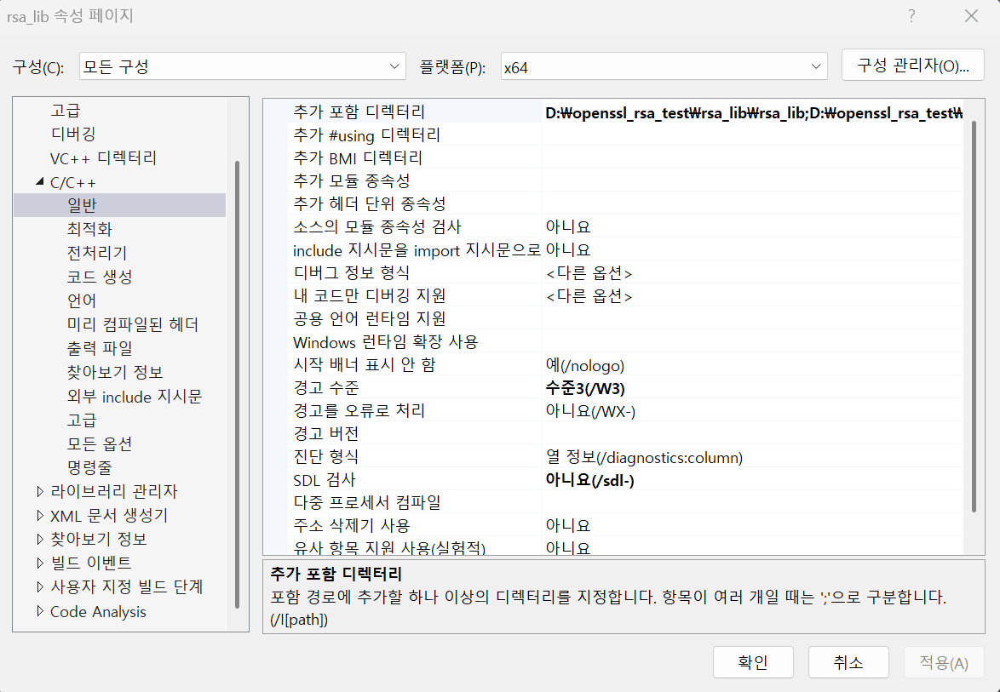 rsa_lib 속성 페이지
?
구성(C):
모든 구성
플랫폼(P):
x64
구성 관리자(O)...
고급
디버깅
VC++ 디렉터리
C/C++
일반
최적화
전처리기
코드 생성
언어
미리 컴파일된 헤더
출력 파일
찾아보기 정보
외부 include 지시문
고급
모든 옵션
명령줄
라이브러리 관리자
XML 문서 생성기
찾아보기 정보
빌드 이벤트
사용자 지정 빌드 단계
Code Analysis
추가 포함 디렉터리 D:₩openssl_rsa_test₩rsa_lib₩rsa_lib;D:₩openssl_rsa_test₩
추가 #using 디렉터리
추가 BMI 디렉터리
추가 모듈 종속성
추가 헤더 단위 종속성
소스의 모듈 종속성 검사 아니요
include 지시문을 import 지시문으로 아니요
디버그 정보 형식 <다른 옵션>
내 코드만 디버깅 지원 <다른 옵션>
공용 언어 런타임 지원
Windows 런타임 확장 사용
시작 배너 표시 안 함 예(/nologo)
경고 수준 수준3(/W3)
경고를 오류로 처리 아니요(/WX-)
경고 버전
진단 형식 열 정보(/diagnostics:column)
SDL 검사 아니요(/sdl-)
다중 프로세서 컴파일
주소 삭제기 사용 아니요
유사 항목 지원 사용(실험적) 아니요
추가 포함 디렉터리
포함 경로에 추가할 하나 이상의 디렉터리를 지정합니다. 항목이 여러 개일 때는 ';'으로 구분합니다.
(/I[path])
확인
취소
적용(A)